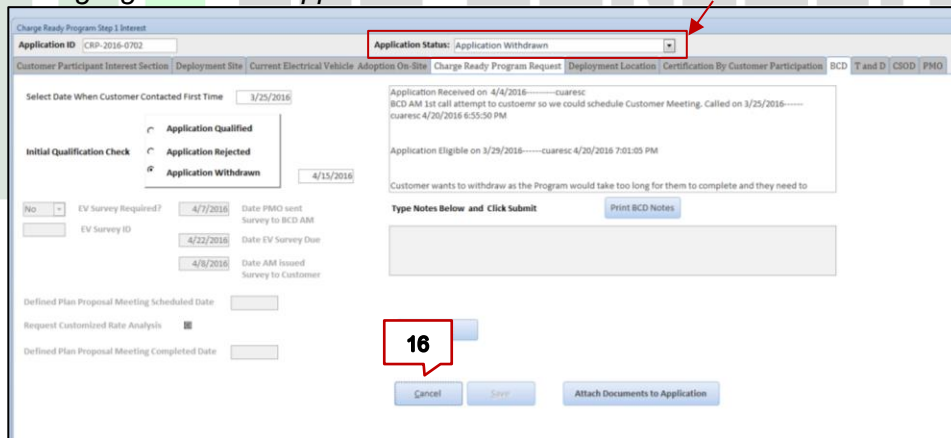 Charge Ready Program Step 1 Interest
Application ID CRP-2016-0702 Application Status: Application Withdrawn
Customer Participant Interest Section Deployment Site Current Electrical Vehicle Adoption On-Site Charge Ready Program Request Deployment Location Certification By Customer Participation BCD T and D CSOD PMO
Select Date When Customer Contacted First Time 3/25/2016
Application Received on 4/4/2016----------cuaresc
BCD AM 1st call attempt to custoemr so we could schedule Customer Meeting. Called on 3/25/2016------
cuaresc 4/20/2016 6:55:50 PM
Application Eligible on 3/29/2016------cuaresc 4/20/2016 7:01:05 PM
Customer wants to withdraw as the Program would take too long for them to complete and they need to
Initial Qualification Check
Application Qualified
Application Rejected
Application Withdrawn 4/15/2016
No EV Survey Required? 4/7/2016 Date PMO sent
Survey to BCD AM
EV Survey ID
4/22/2016 Date EV Survey Due
4/8/2016 Date AM issued
Survey to Customer
Type Notes Below and Click Submit Print BCD Notes
Defined Plan Proposal Meeting Scheduled Date
Request Customized Rate Analysis
Defined Plan Proposal Meeting Completed Date
16
Cancel Save Attach Documents to Application